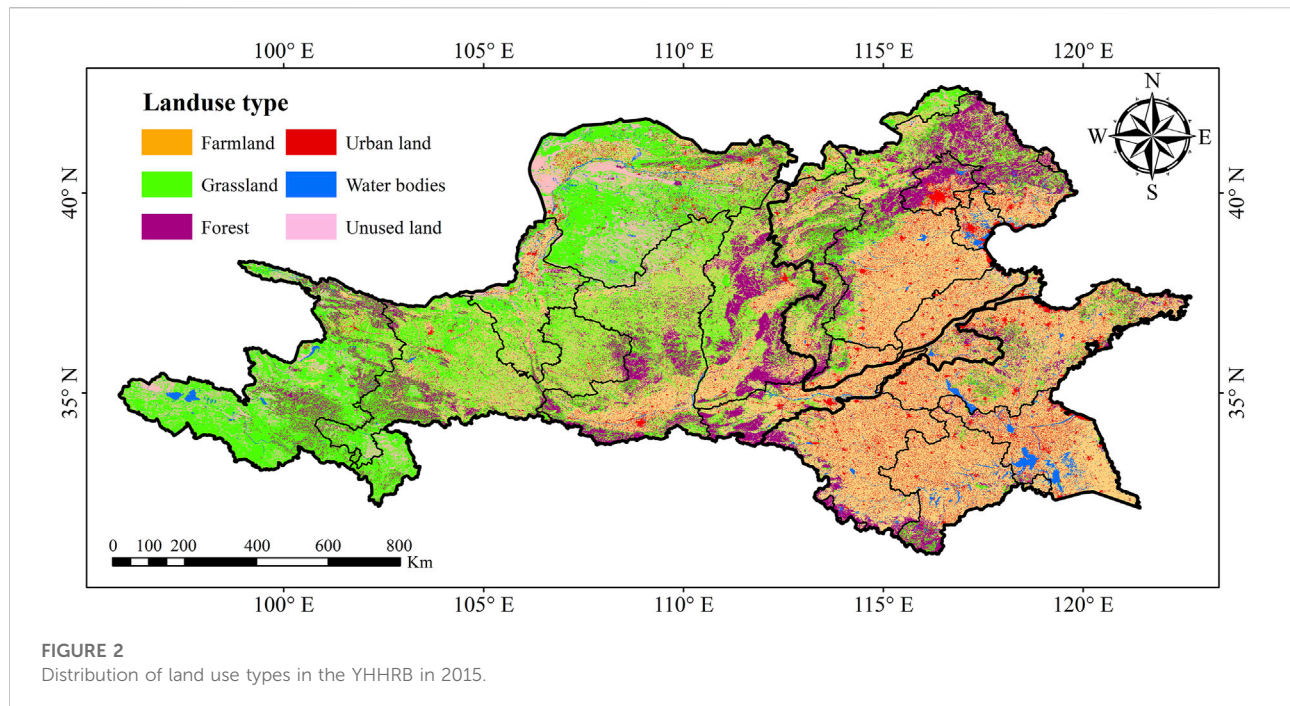 100° E 105° E 110° E 115° E 120° E
Landuse type
Farmland Urban land
Grassland Water bodies
Forest Unused land
N
W E
S
40° N 40° N
35° N 35° N
0 100 200 400 600 800
Km
100° E 105° E 110° E 115° E 120° E
FIGURE 2
Distribution of land use types in the YHHRB in 2015.